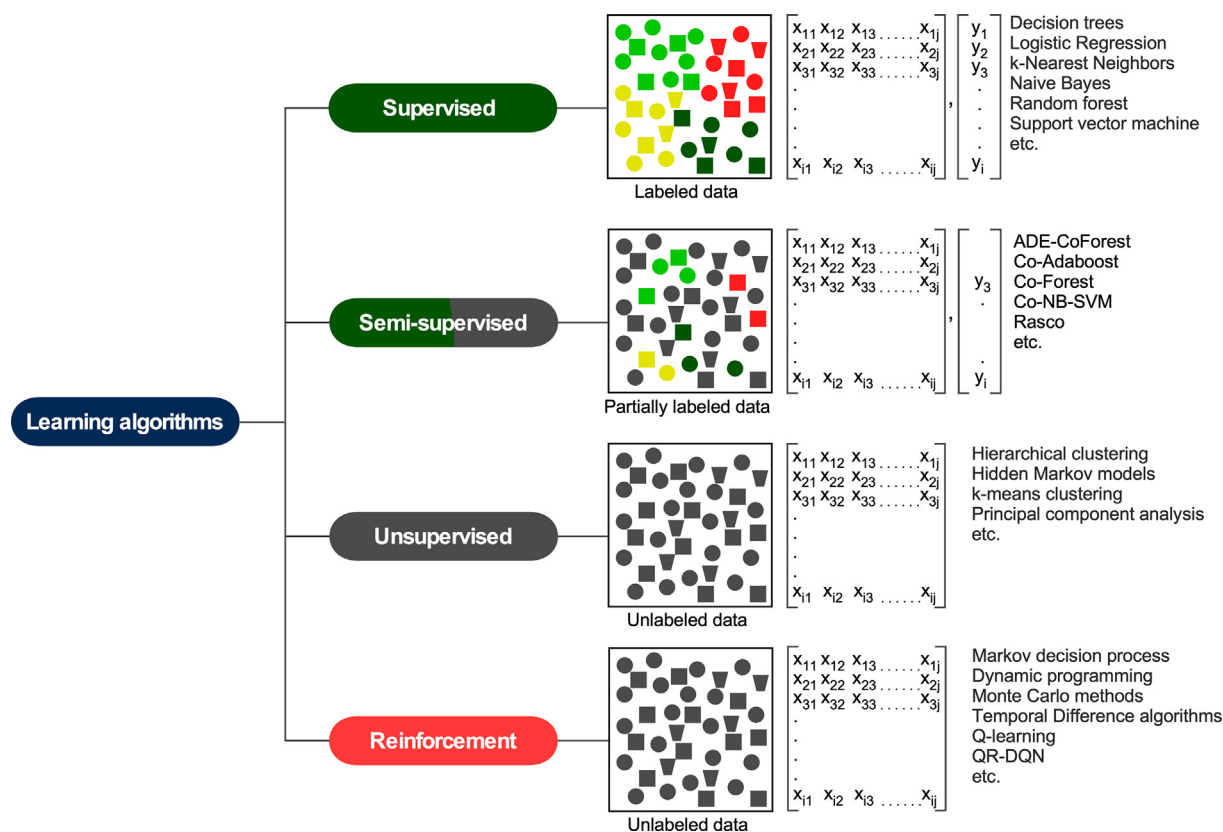 Learning algorithms
Supervised
Labeled data
x11 x12 x13 ...... x1j
x21 x22 x23 ...... x2j
x31 x32 x33 ...... x3j
.
.
.
.
xi1 xi2 xi3 ...... xij
,
y1
y2
y3
.
.
.
.
yi
Decision trees
Logistic Regression
k-Nearest Neighbors
Naive Bayes
Random forest
Support vector machine
etc.
Semi-supervised
Partially labeled data
x11 x12 x13 ...... x1j
x21 x22 x23 ...... x2j
x31 x32 x33 ...... x3j
.
.
.
.
xi1 xi2 xi3 ...... xij
,
y3
.
.
yi
ADE-CoForest
Co-Adaboost
Co-Forest
Co-NB-SVM
Rasco
etc.
Unsupervised
Unlabeled data
x11 x12 x13 ...... x1j
x21 x22 x23 ...... x2j
x31 x32 x33 ...... x3j
.
.
.
.
xi1 xi2 xi3 ...... xij
Hierarchical clustering
Hidden Markov models
k-means clustering
Principal component analysis
etc.
Reinforcement
Unlabeled data
x11 x12 x13 ...... x1j
x21 x22 x23 ...... x2j
x31 x32 x33 ...... x3j
.
.
.
.
xi1 xi2 xi3 ...... xij
Markov decision process
Dynamic programming
Monte Carlo methods
Temporal Difference algorithms
Q-learning
QR-DQN
etc.